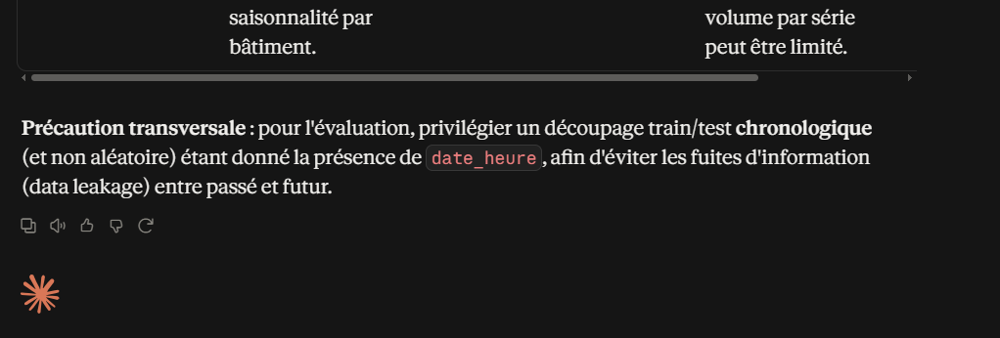 saisonnalité par
bâtiment.
volume par série
peut être limité.
Précaution transversale : pour l'évaluation, privilégier un découpage train/test chronologique
(et non aléatoire) étant donné la présence de date_heure, afin d'éviter les fuites d'information
(data leakage) entre passé et futur.